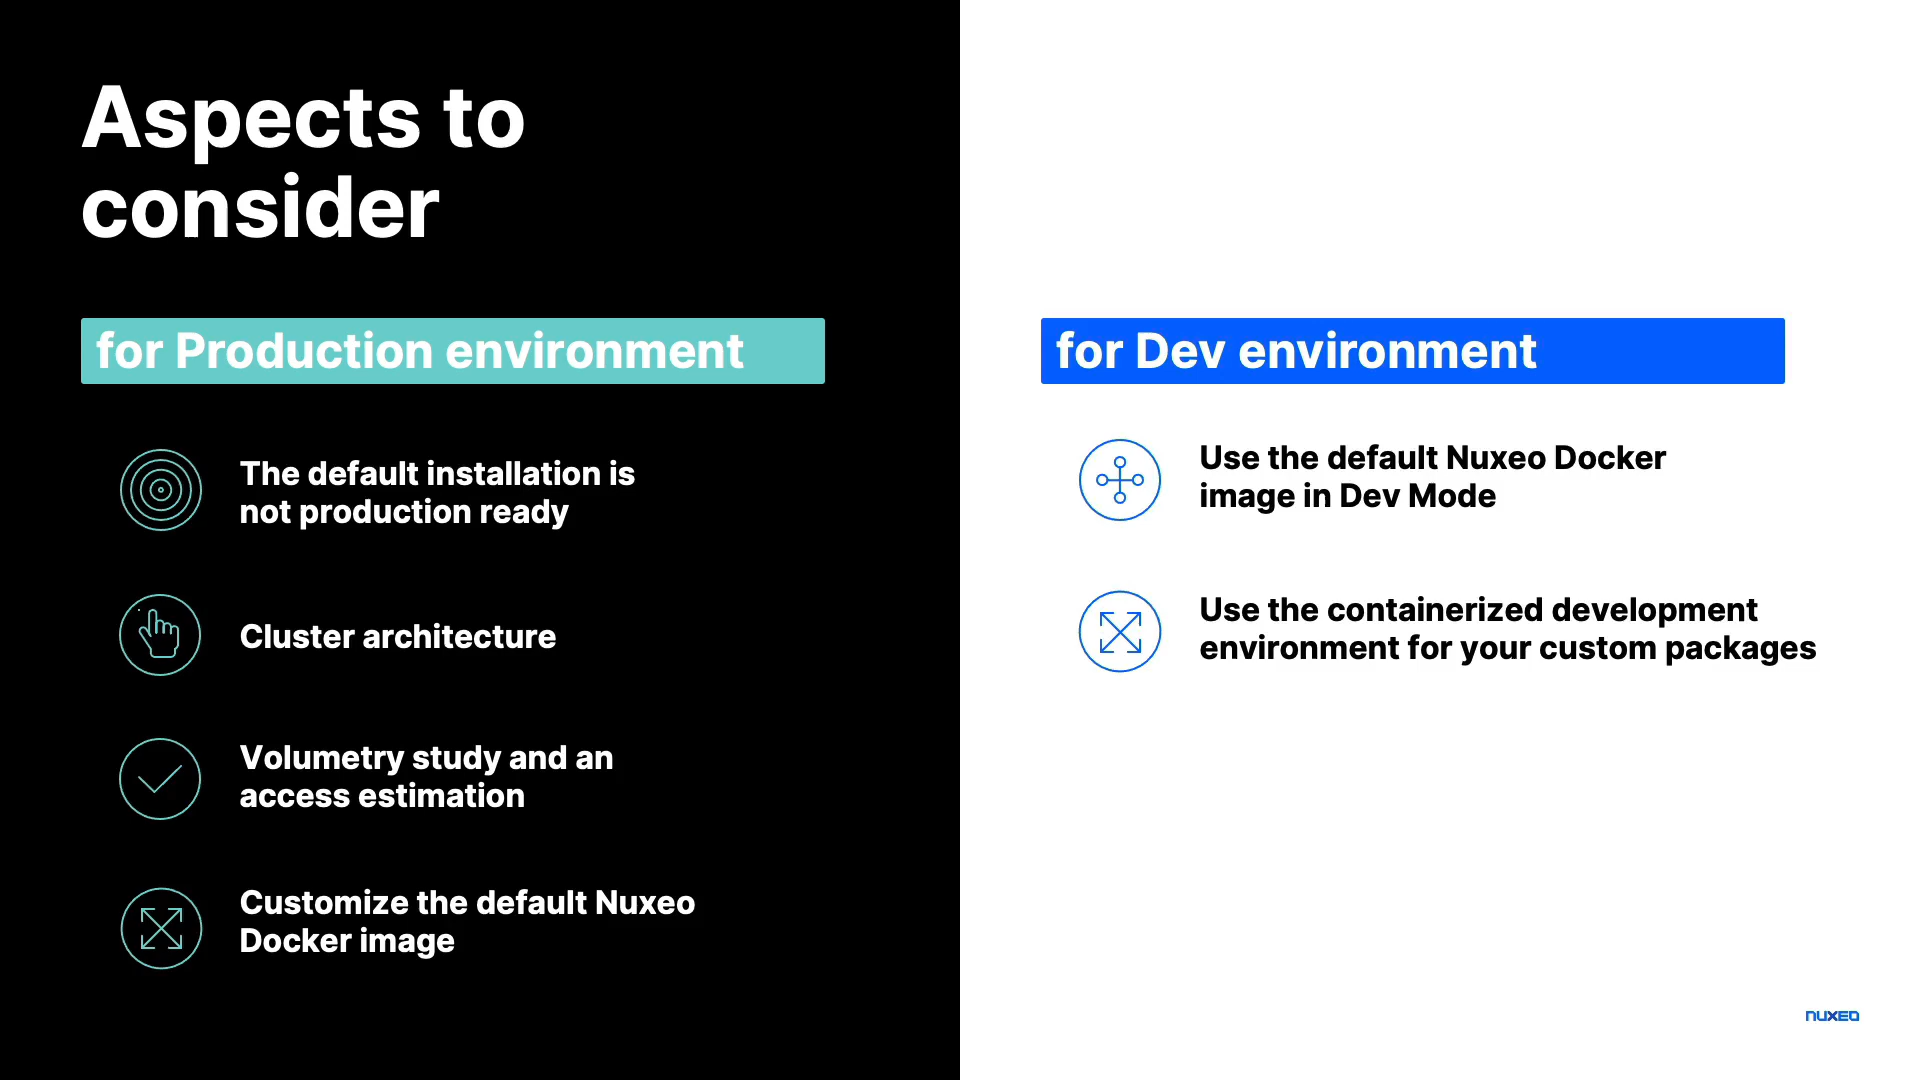 Aspects to
consider
for Production environment
The default installation is
not production ready
Cluster architecture
Volumetry study and an
access estimation
Customize the default Nuxeo
Docker image
for Dev environment
Use the default Nuxeo Docker
image in Dev Mode
Use the containerized development
environment for your custom packages
nuxeo